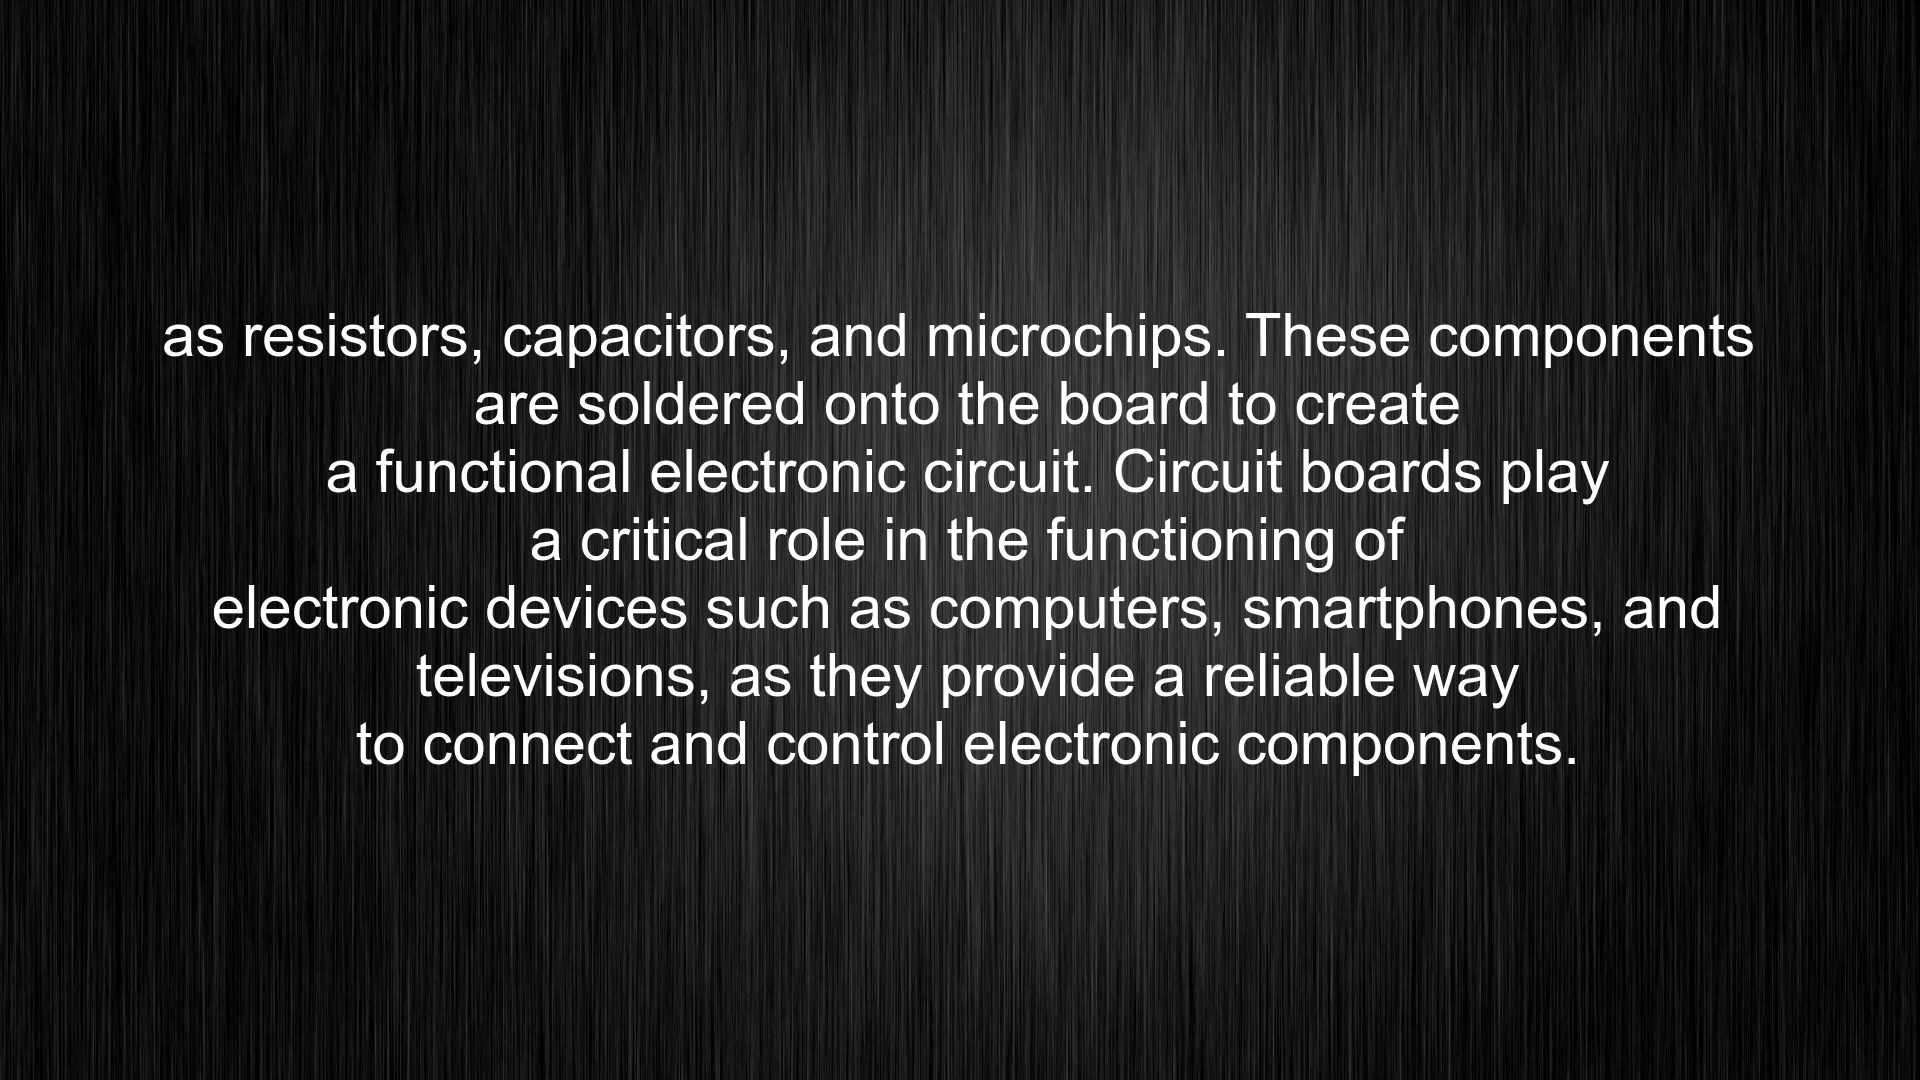 as resistors, capacitors, and microchips. These components
are soldered onto the board to create
a functional electronic circuit. Circuit boards play
a critical role in the functioning of
electronic devices such as computers, smartphones, and
televisions, as they provide a reliable way
to connect and control electronic components.